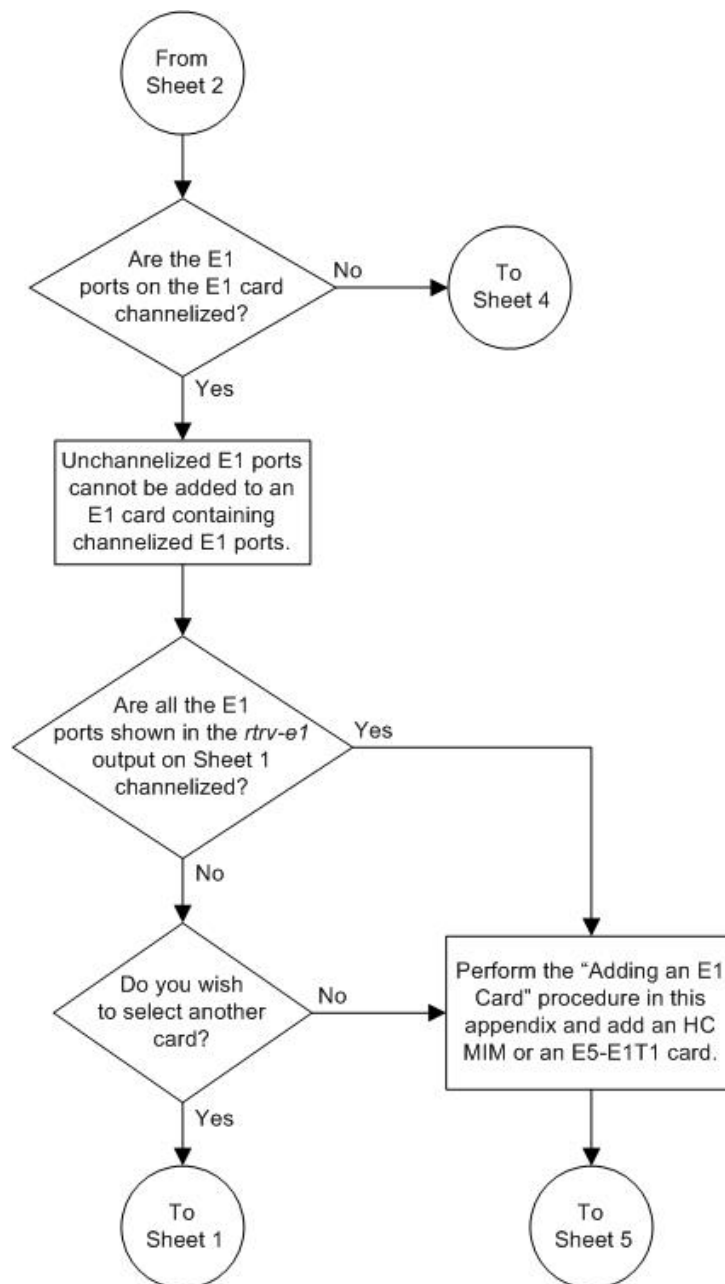 From
Sheet 2
Are the E1
ports on the E1 card
channelized?
No
To
Sheet 4
Yes
Unchannelized E1 ports
cannot be added to an
E1 card containing
channelized E1 ports.
Are all the E1
ports shown in the rtrv-e1
output on Sheet 1
channelized?
Yes
No
Do you wish
to select another
card?
No
Perform the “Adding an E1
Card" procedure in this
appendix and add an HC
MIM or an E5-E1T1 card.
Yes
To
Sheet 1
To
Sheet 5